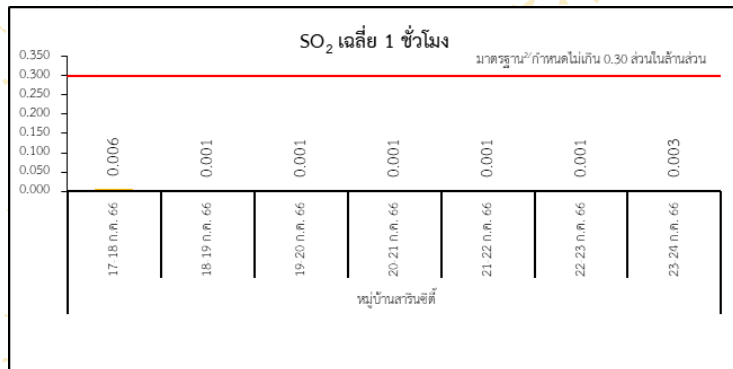 SO2 เฉลี่ย 1 ชั่วโมง
มาตรฐาน2/กำหนดไม่เกิน 0.30 ส่วนในล้านส่วน
0.350
0.300
0.250
0.200
0.150
0.100
0.050
0.000
0.006
0.001
0.001
0.001
0.001
0.001
0.003
17-18 ก.ค. 66
18-19 ก.ค. 66
19-20 ก.ค. 66
20-21 ก.ค. 66
21-22 ก.ค. 66
22-23 ก.ค. 66
23-24 ก.ค. 66
หมู่บ้านสารินซิตี้